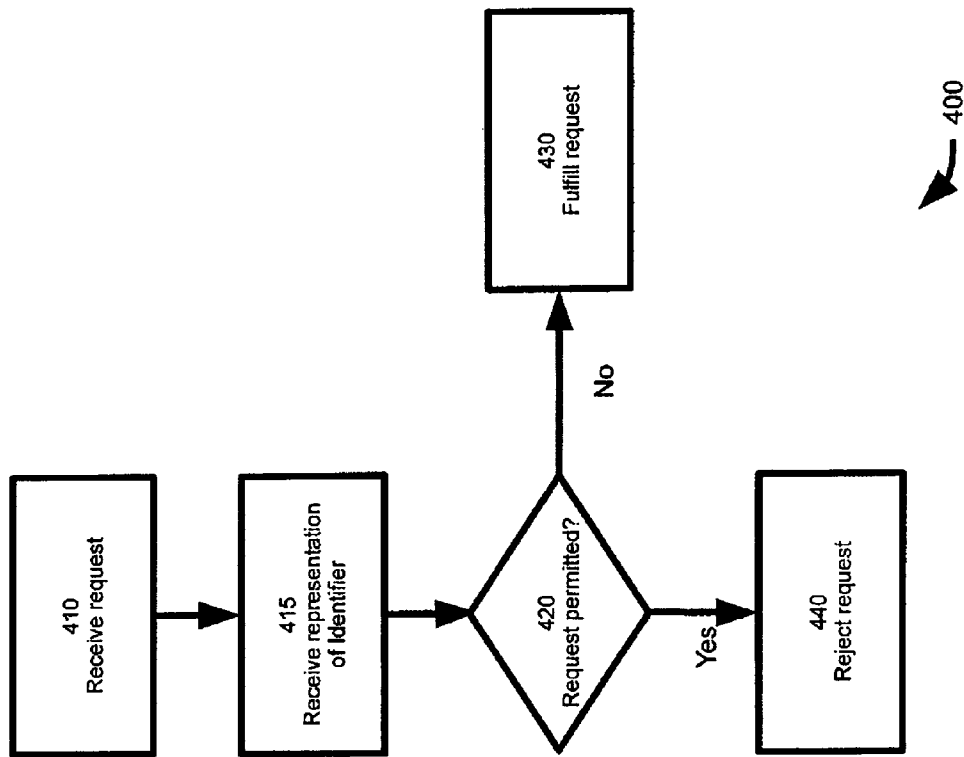 410
Receive request
415
Receive representation
of Identifier
420
Request permitted?
No
430
Fulfill request
Yes
440
Reject request
400